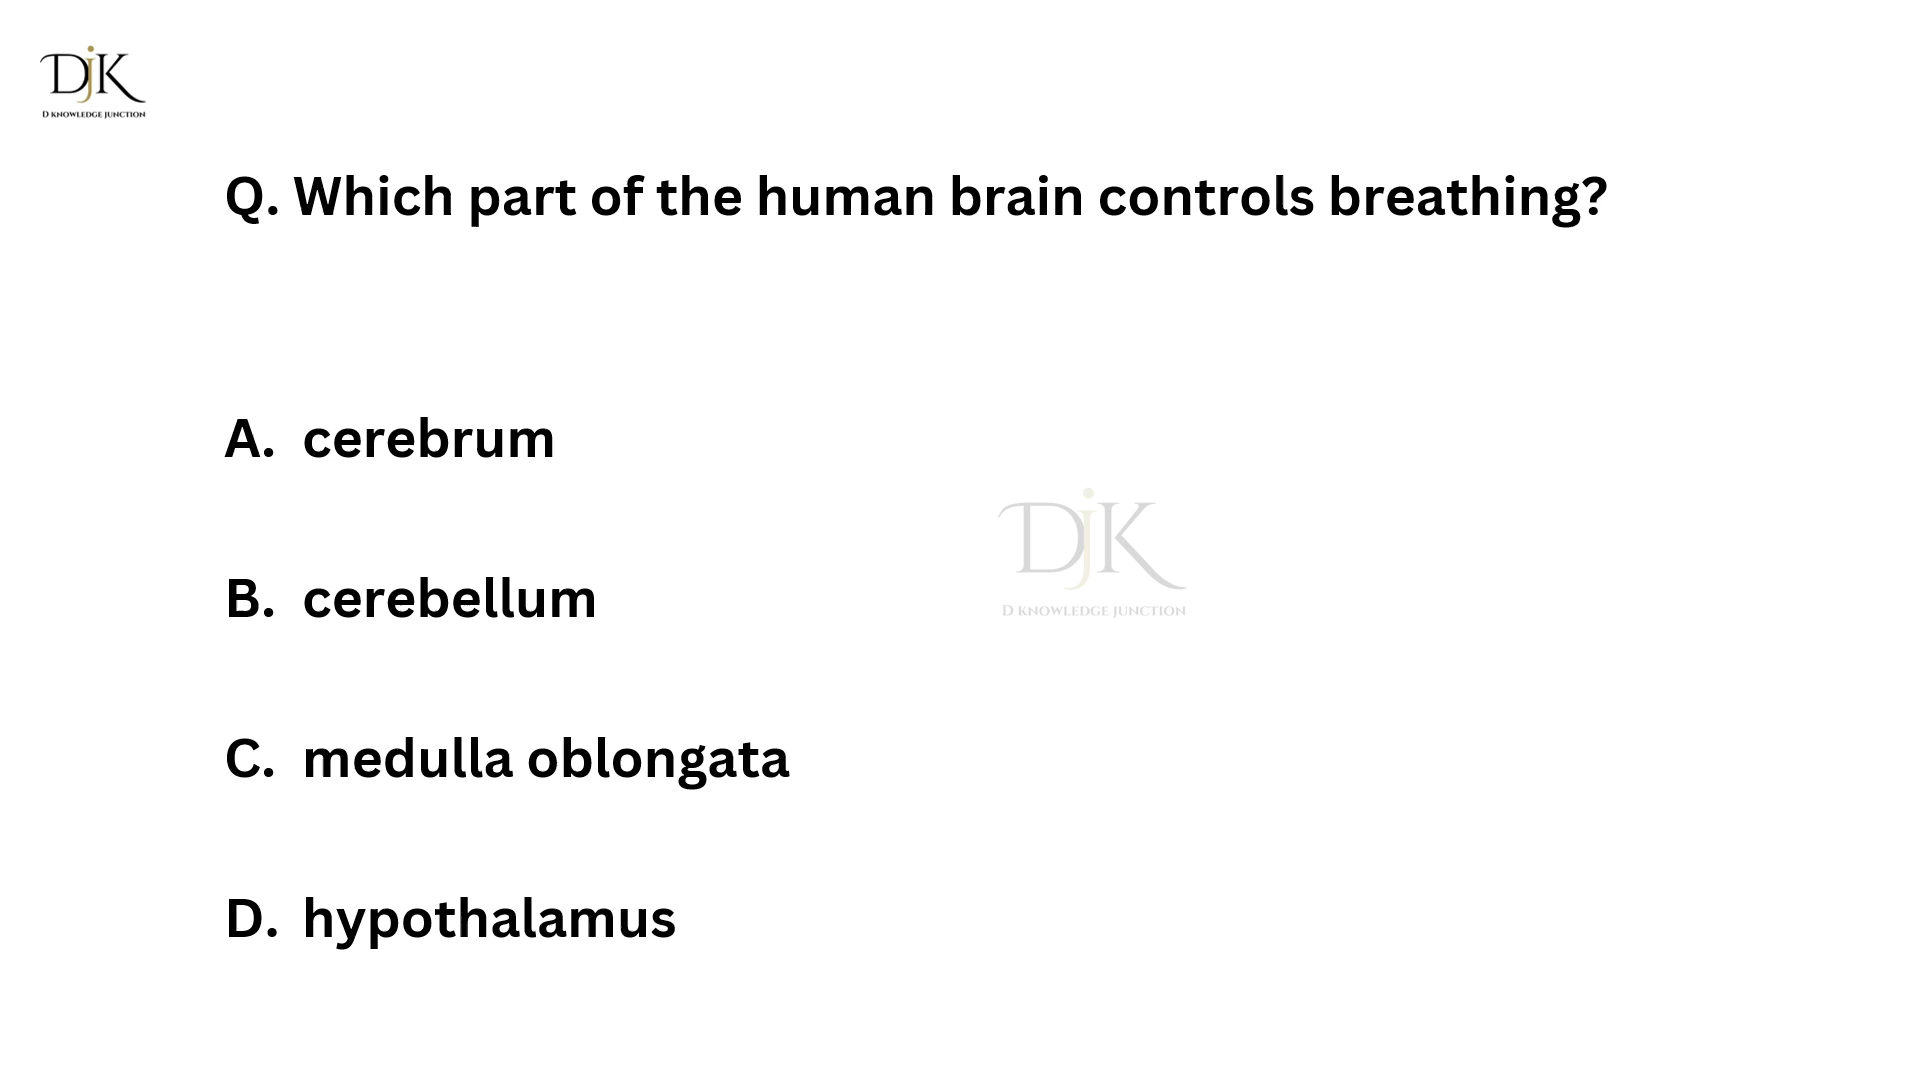 DjK
D KNOWLEDGE JUNCTION
Q. Which part of the human brain controls breathing?
A. cerebrum
B. cerebellum
DjK
D KNOWLEDGE JUNCTION
C. medulla oblongata
D. hypothalamus